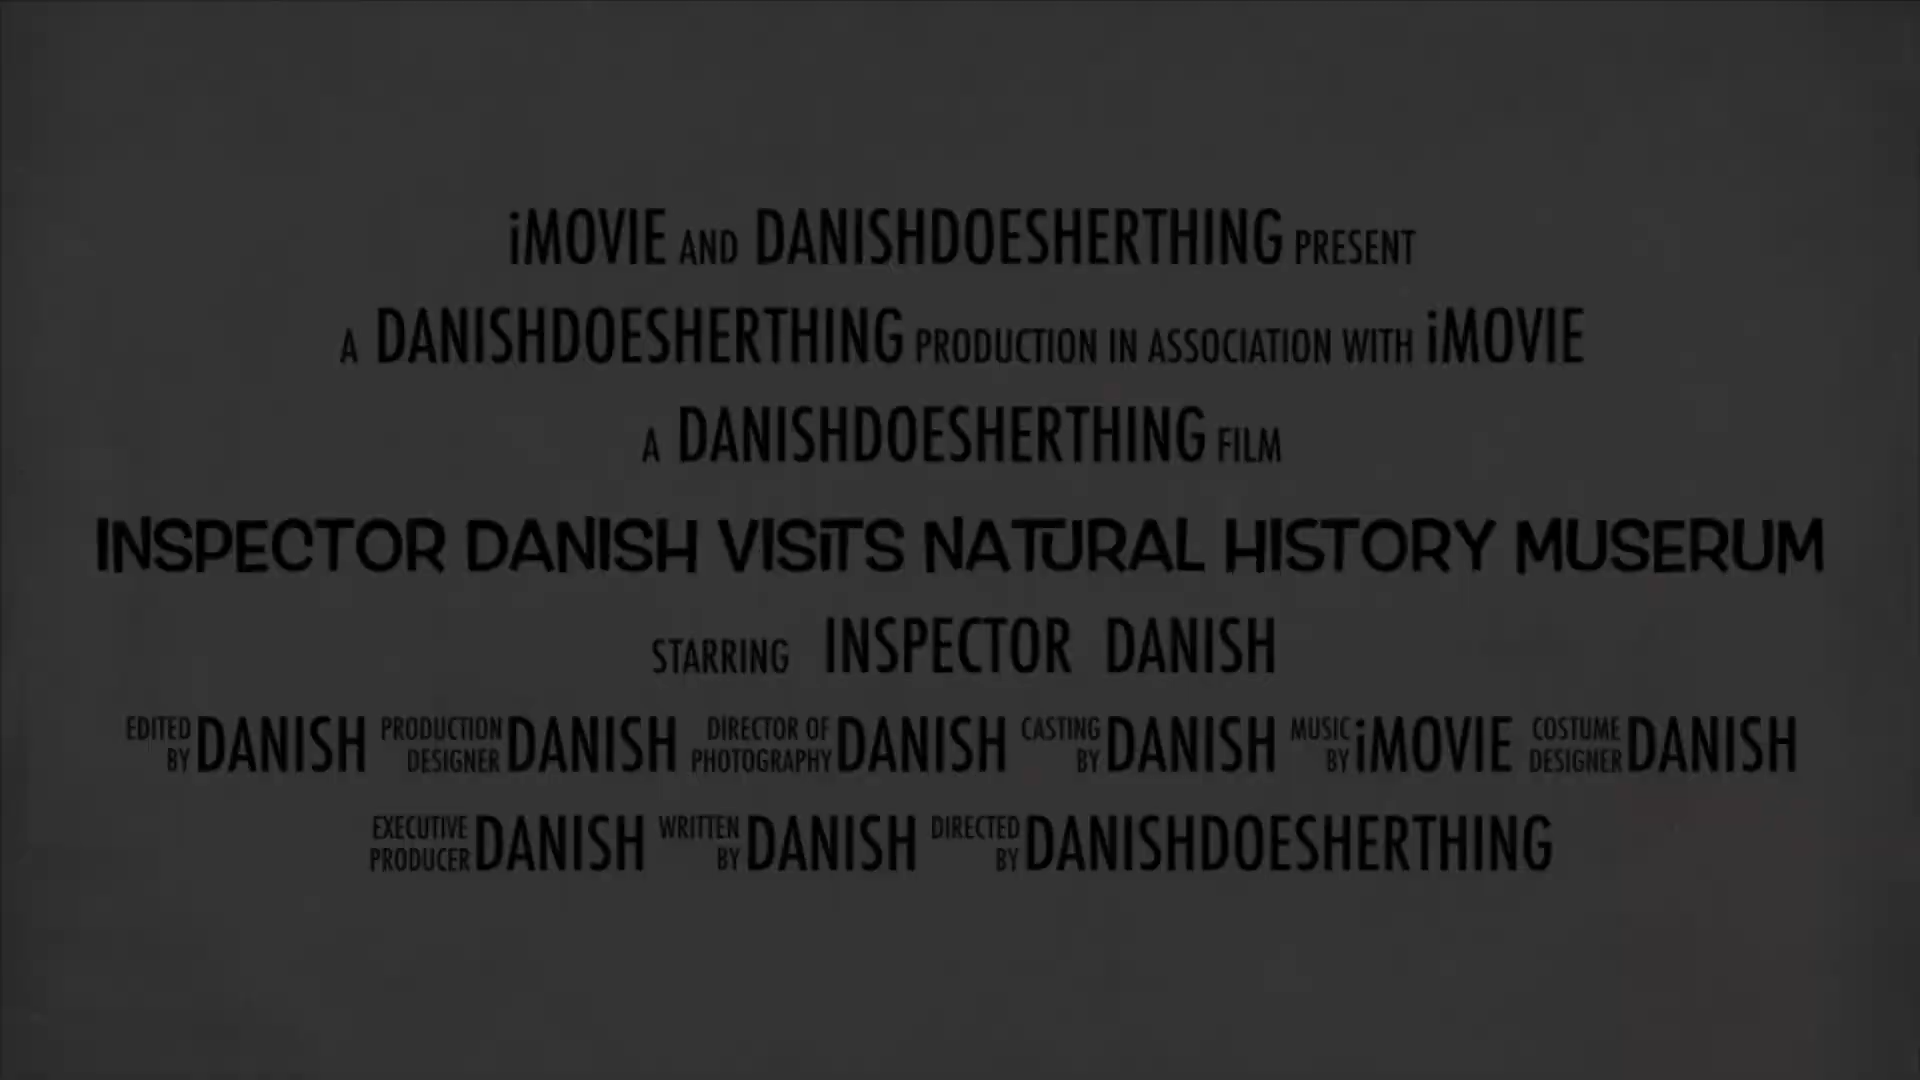 iMOVIE AND DANISHDOESHERTHING PRESENT
A DANISHDOESHERTHING PRODUCTION IN ASSOCIATION WITH iMOVIE
A DANISHDOESHERTHING FILM
INSPECTOR DANISH VISITS NATURAL HISTORY MUSERUM
STARRING INSPECTOR DANISH
EDITED BY DANISH PRODUCTION DESIGNER DANISH DIRECTOR OF PHOTOGRAPHY DANISH CASTING BY DANISH MUSIC BY iMOVIE COSTUME DESIGNER DANISH
EXECUTIVE PRODUCER DANISH WRITTEN BY DANISH DIRECTED BY DANISHDOESHERTHING